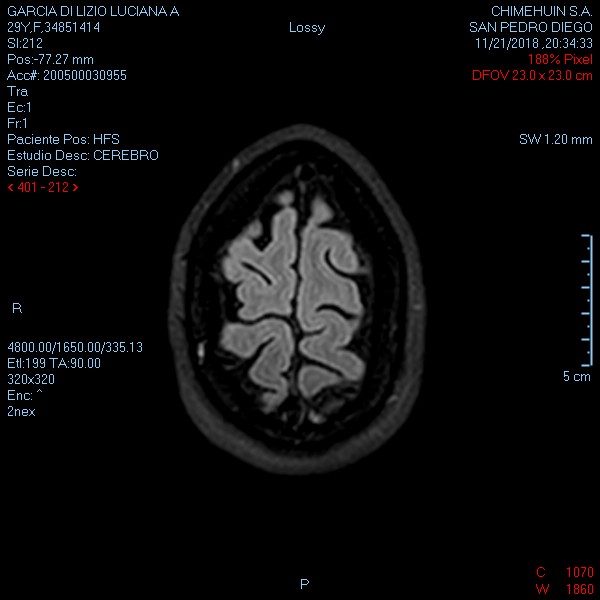 GARCIA DI LIZIO LUCIANA A
29Y,F,34851414
Sl:212
Pos:-77.27 mm
Acc#: 200500030955
Tra
Ec:1
Fr:1
Paciente Pos: HFS
Estudio Desc: CEREBRO
Serie Desc:
< 401 - 212 >
Lossy
CHIMEHUIN S.A.
SAN PEDRO DIEGO
11/21/2018 ,20:34:33
188% Pixel
DFOV 23.0 x 23.0 cm
SW 1.20 mm
R
4800.00/1650.00/335.13
Etl:199 TA:90.00
320x320
Enc: ^
2nex
5 cm
P
C 1070
W 1860